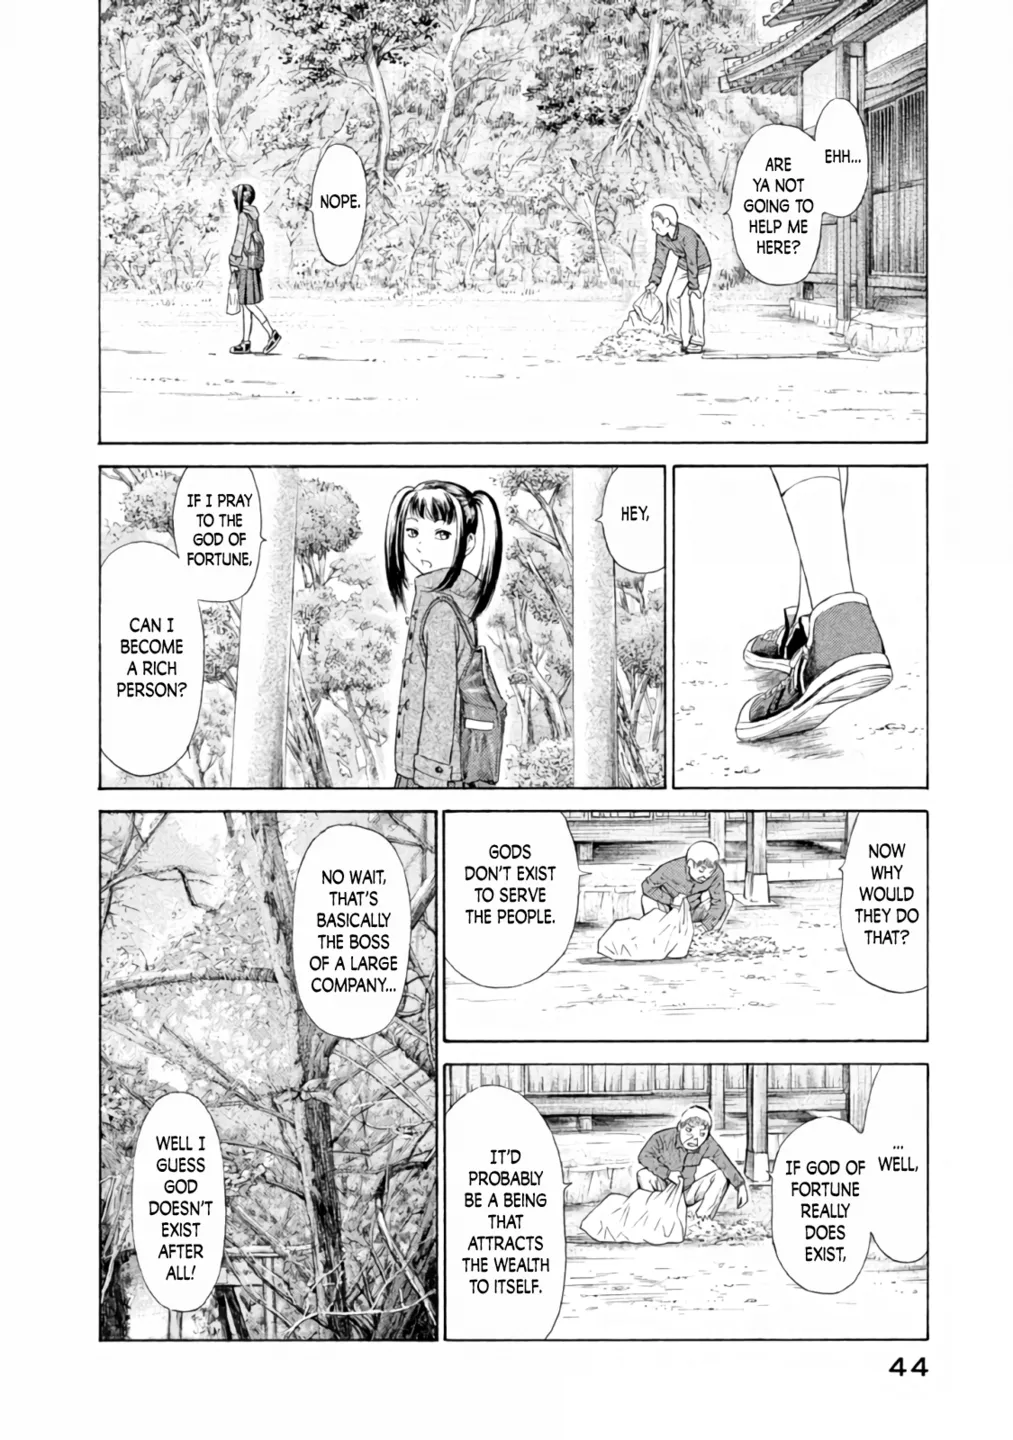 EHH...
ARE
YA NOT
GOING TO
HELP ME
HERE?
NOPE.
HEY,
IF I PRAY
TO THE
GOD OF
FORTUNE,
CAN I
BECOME
A RICH
PERSON?
NOW
WHY
WOULD
THEY DO
THAT?
GODS
DON'T EXIST
TO SERVE
THE PEOPLE.
...
WELL,
IF GOD OF
FORTUNE
REALLY
DOES
EXIST,
IT'D
PROBABLY
BE A BEING
THAT
ATTRACTS
THE WEALTH
TO ITSELF.
NO WAIT,
THAT'S
BASICALLY
THE BOSS
OF A LARGE
COMPANY...
WELL I
GUESS
GOD
DOESN'T
EXIST
AFTER
ALL!
44